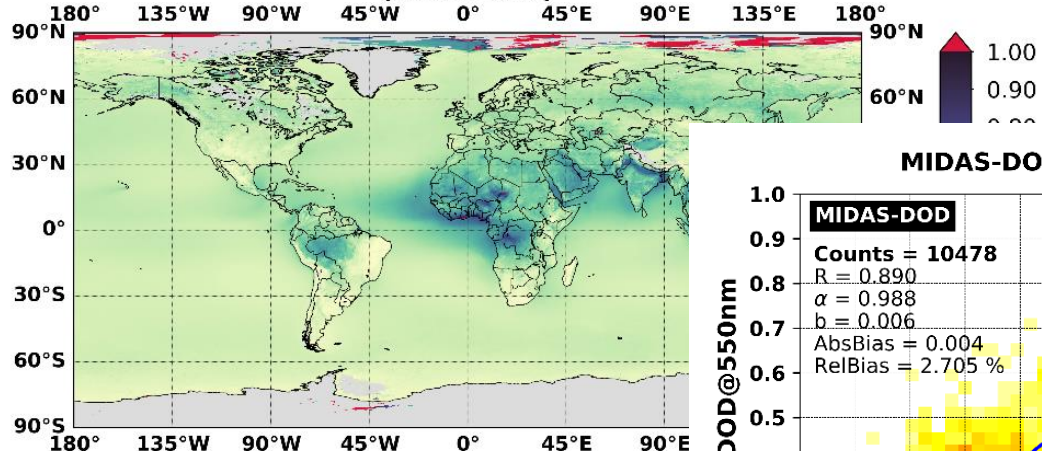 180° 135°W 90°W 45°W 0° 45°E 90°E 135°E 180°
90°N 90°N
60°N 60°N
30°N
0°
30°S
60°S
90°S
180° 135°W 90°W 45°W 0° 45°E 90°E
1.00
0.90
MIDAS-DO
1.0
0.9
0.8
0.7
0.6
0.5
DOD@550nm
MIDAS-DOD
Counts = 10478
R = 0.890
α = 0.988
b = 0.006
AbsBias = 0.004
RelBias = 2.705 %